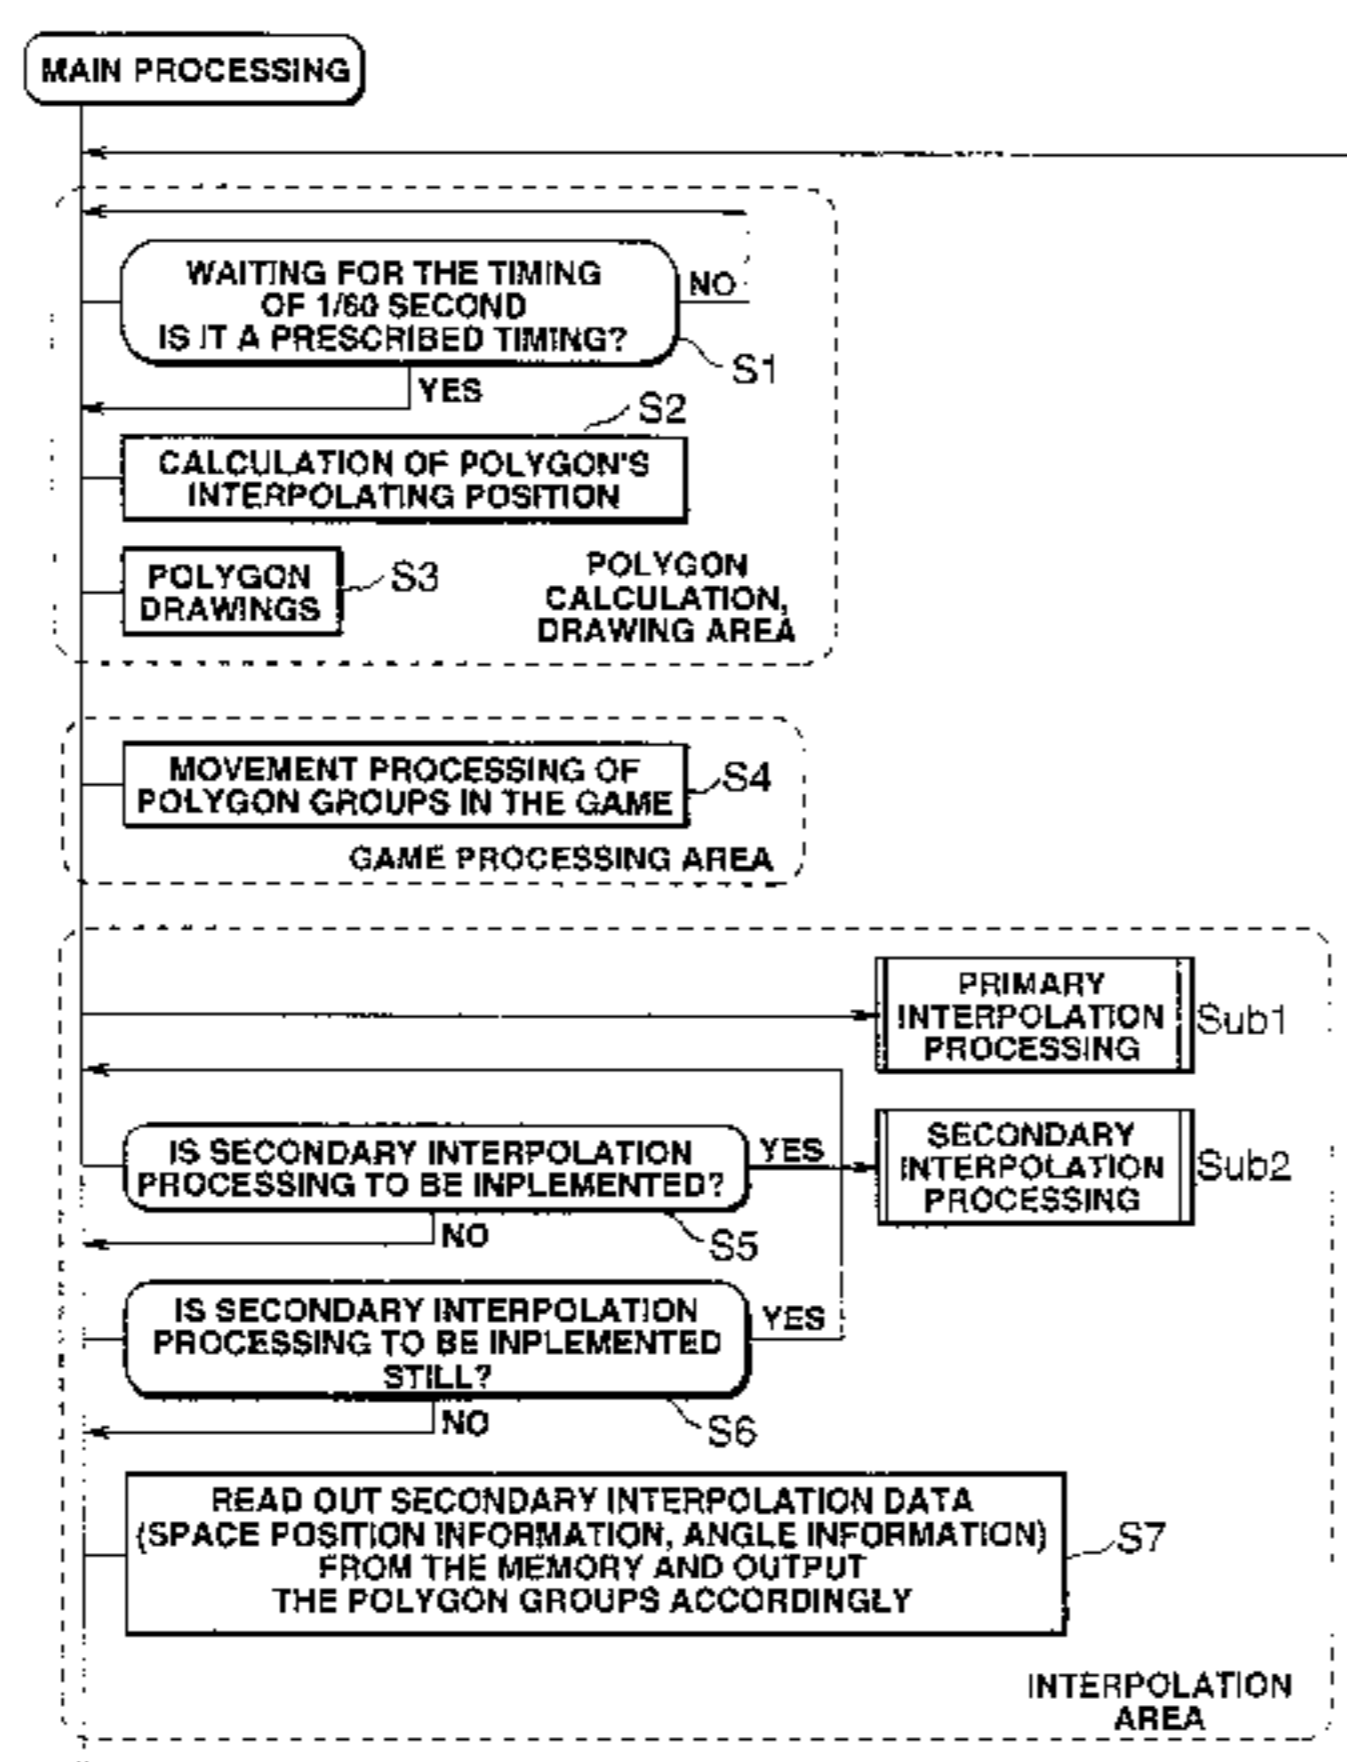 MAIN PROCESSING
WAITING FOR THE TIMING
OF 1/60 SECOND
IS IT A PRESCRIBED TIMING?
NO
S1
YES
S2
CALCULATION OF POLYGON'S
INTERPOLATING POSITION
POLYGON
DRAWINGS
S3
POLYGON
CALCULATION,
DRAWING AREA
MOVEMENT PROCESSING OF
POLYGON GROUPS IN THE GAME
S4
GAME PROCESSING AREA
PRIMARY
INTERPOLATION
PROCESSING
Sub1
IS SECONDARY INTERPOLATION
PROCESSING TO BE INPLEMENTED?
YES
SECONDARY
INTERPOLATION
PROCESSING
Sub2
NO
S5
IS SECONDARY INTERPOLATION
PROCESSING TO BE INPLEMENTED
STILL?
YES
NO
S6
READ OUT SECONDARY INTERPOLATION DATA
(SPACE POSITION INFORMATION, ANGLE INFORMATION)
FROM THE MEMORY AND OUTPUT
THE POLYGON GROUPS ACCORDINGLY
S7
INTERPOLATION
AREA